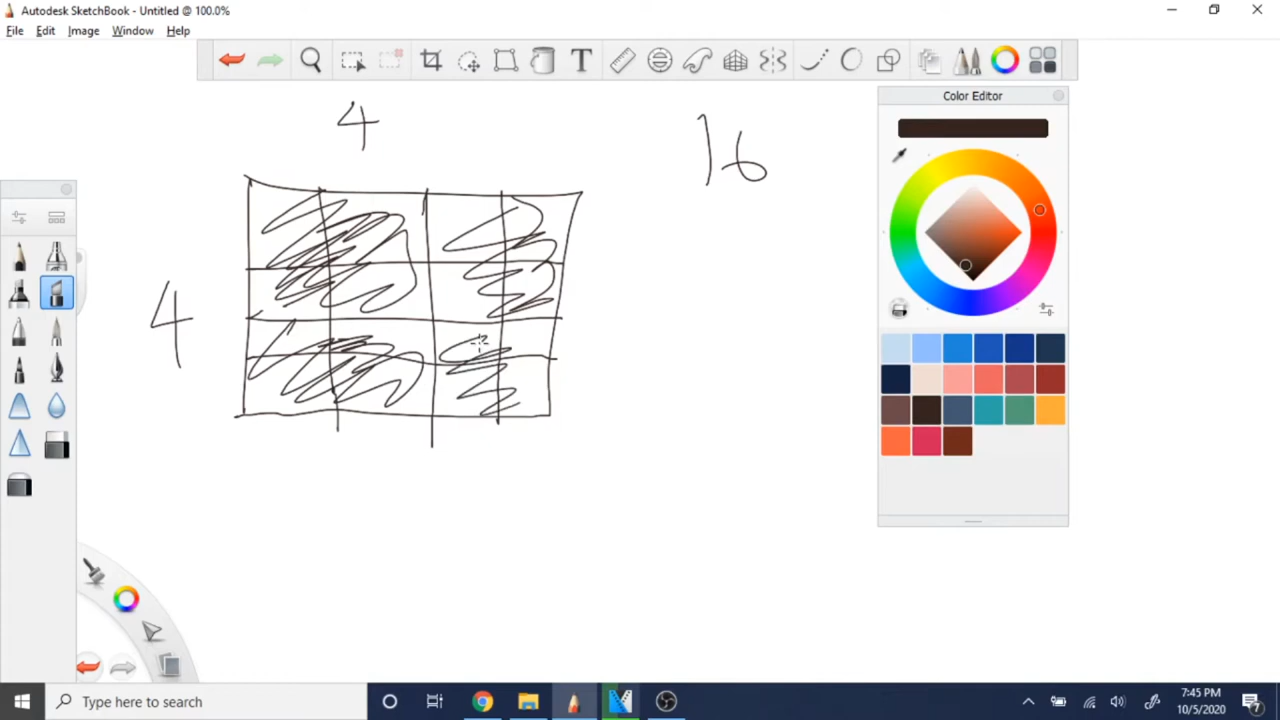 Autodesk SketchBook - Untitled @ 100.0%
File Edit Image Window Help
T
Color Editor
4
16
4
Type here to search
7:45 PM
10/5/2020
7